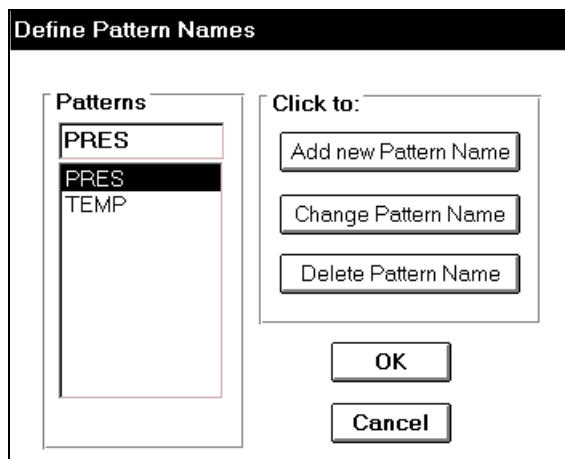 Define Pattern Names
Patterns
PRES
PRES
TEMP
Click to:
Add new Pattern Name
Change Pattern Name
Delete Pattern Name
OK
Cancel